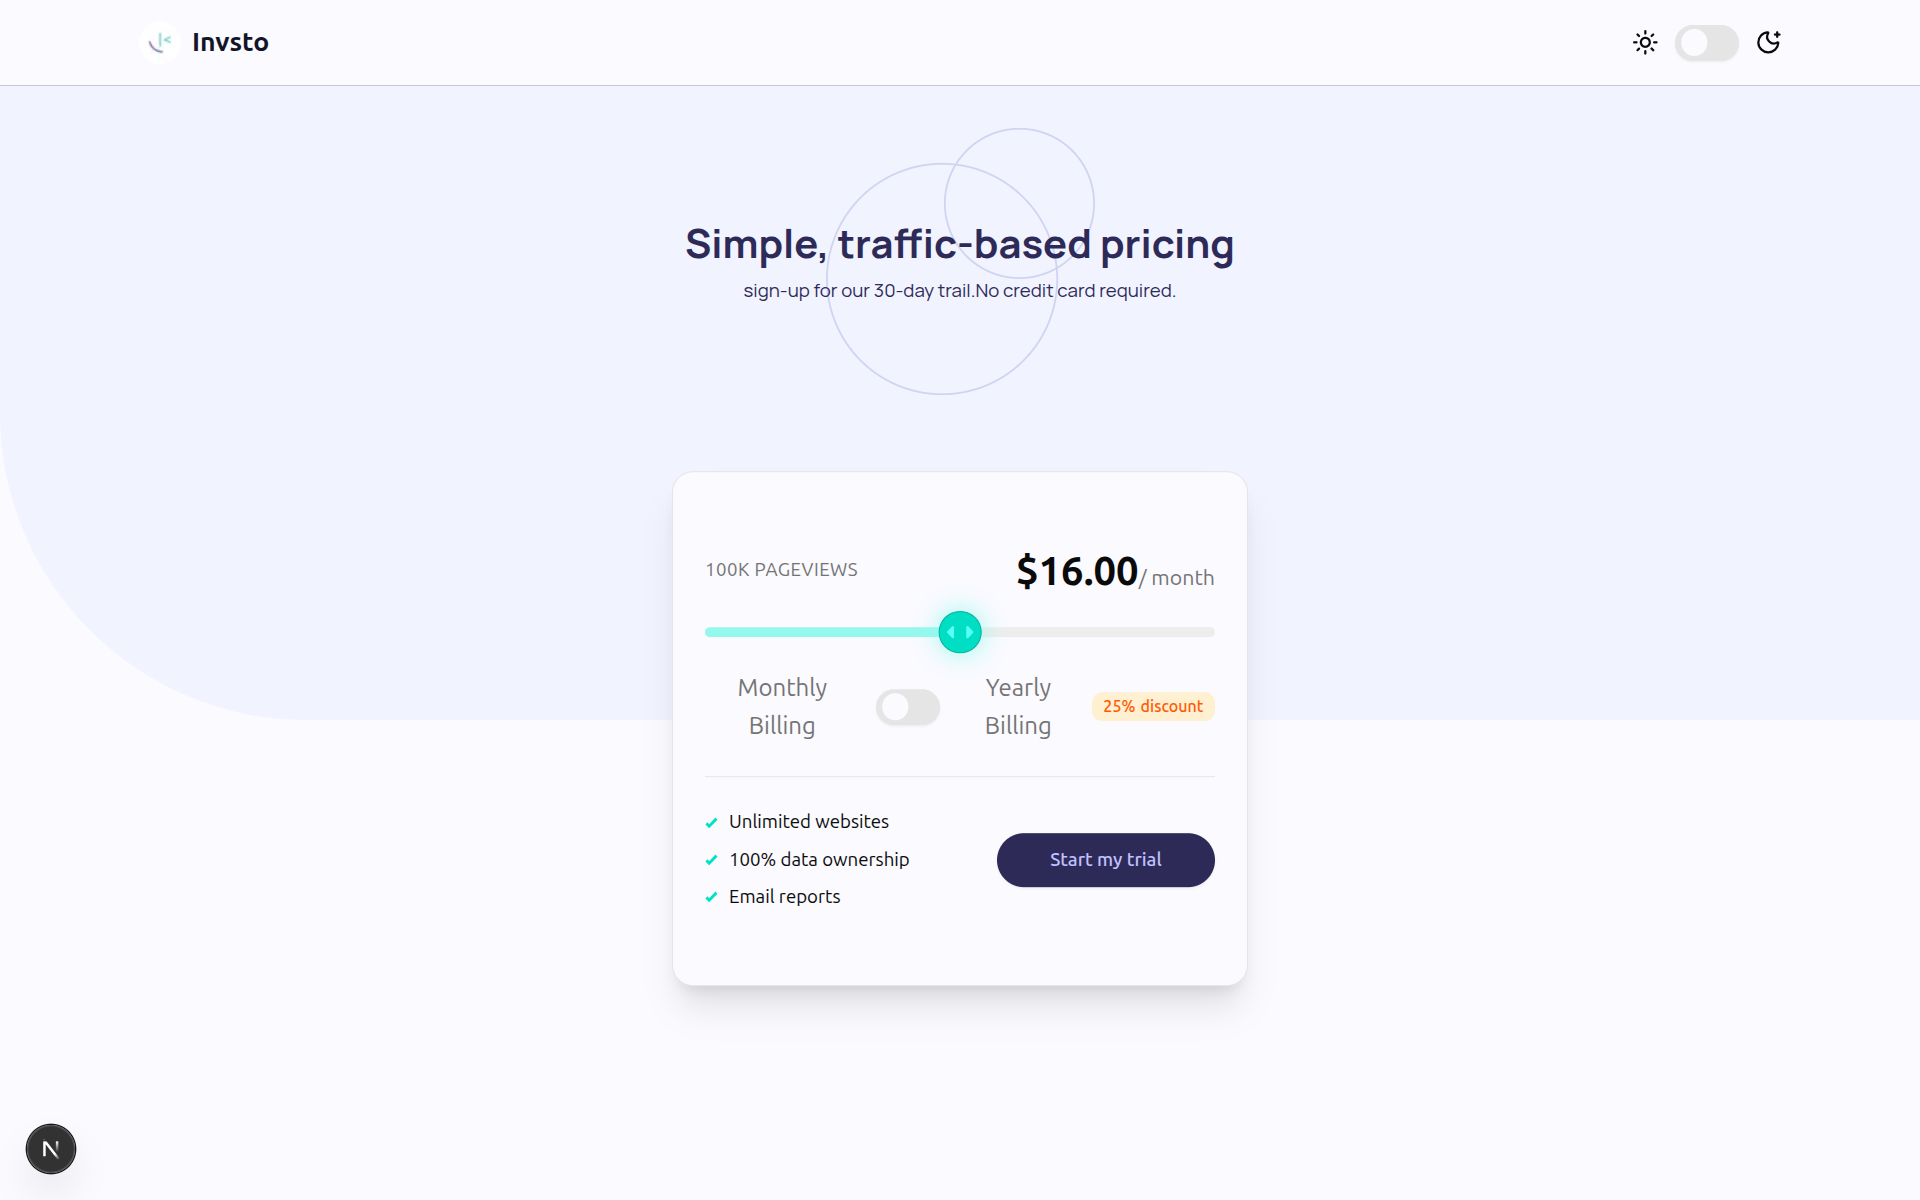 Invsto
Simple, traffic-based pricing
sign-up for our 30-day trail.No credit card required.
100K PAGEVIEWS
$16.00/ month
Monthly
Billing
Yearly
Billing
25% discount
Unlimited websites
100% data ownership
Email reports
Start my trial
N